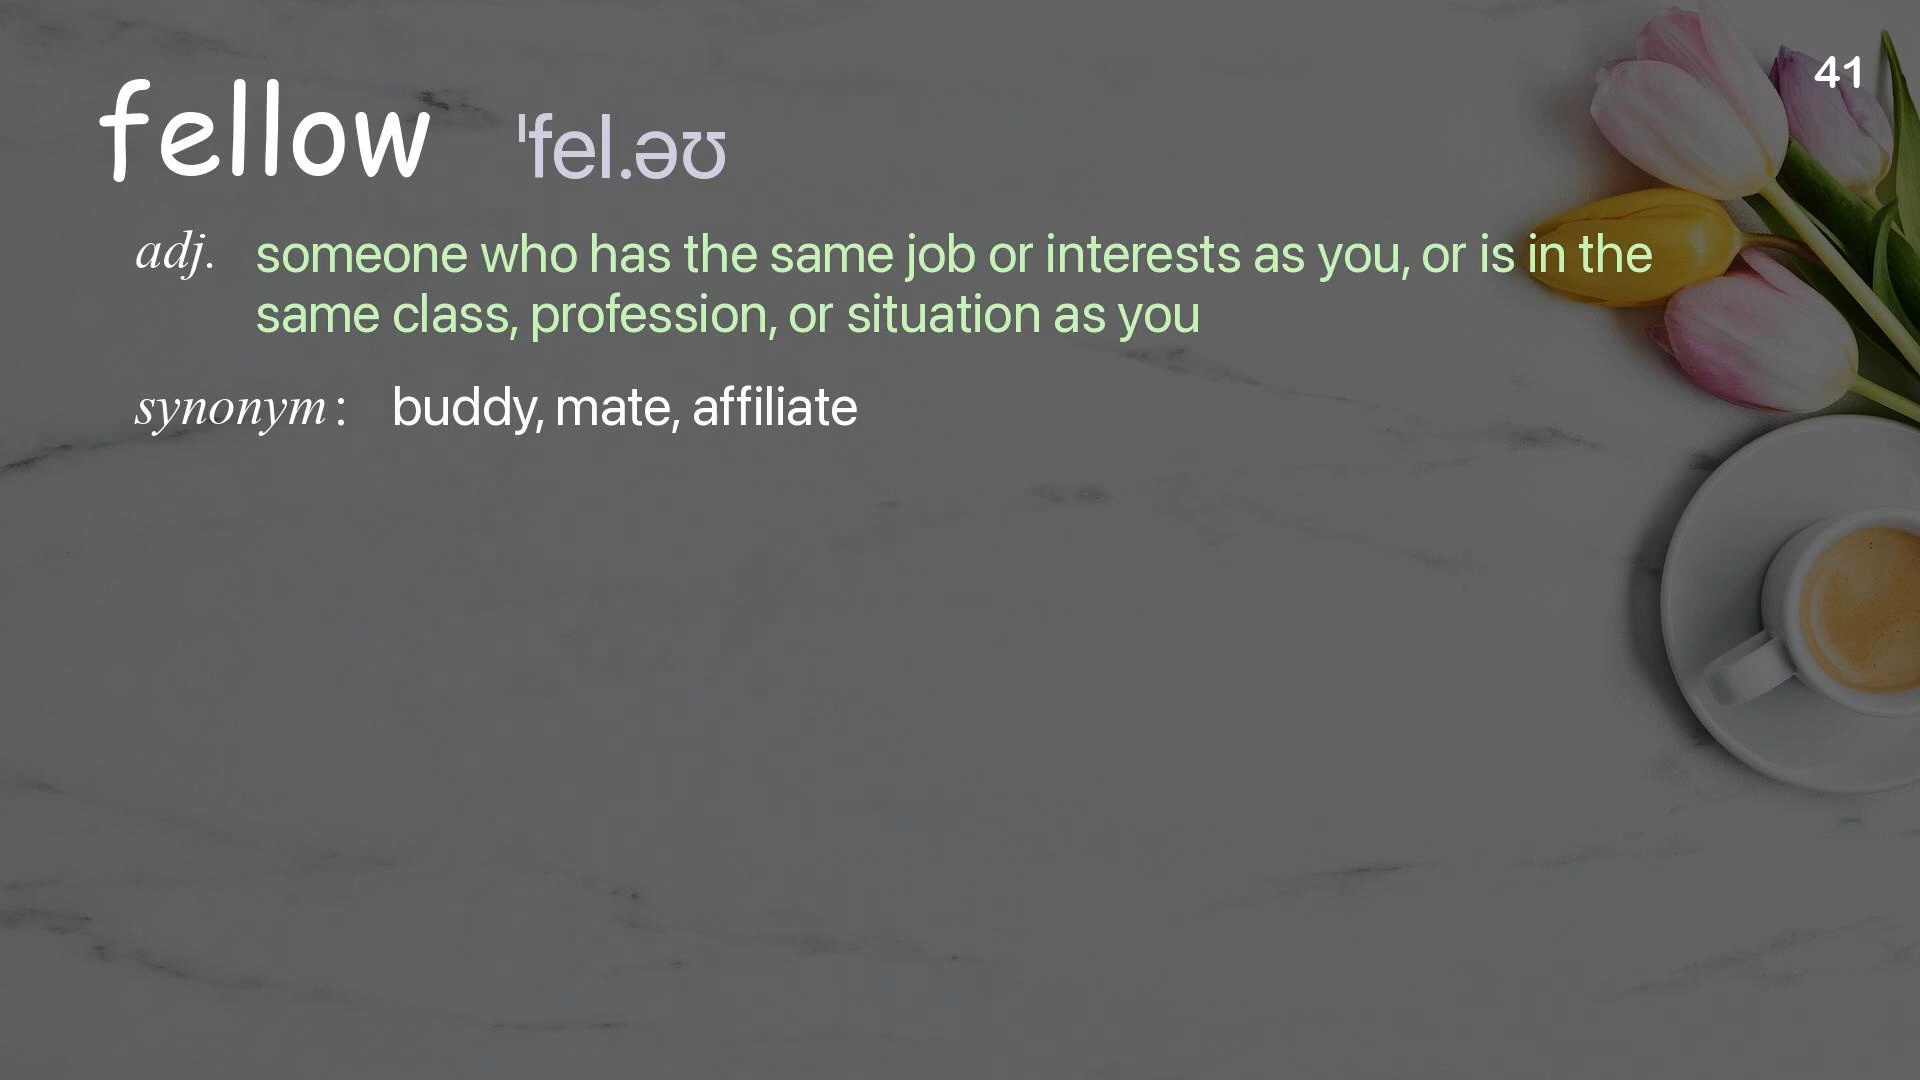 41
fellow ˈfel.əʊ
adj. someone who has the same job or interests as you, or is in the
same class, profession, or situation as you
synonym: buddy, mate, affiliate